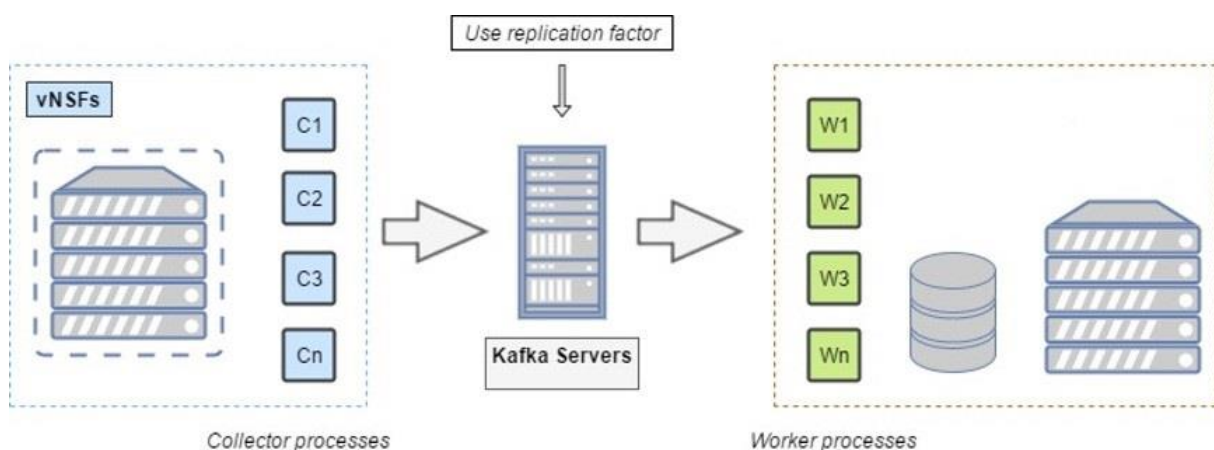 Use replication factor
vNSFs
C1
C2
C3
Cn
Kafka Servers
W1
W2
W3
Wn
Collector processes
Worker processes